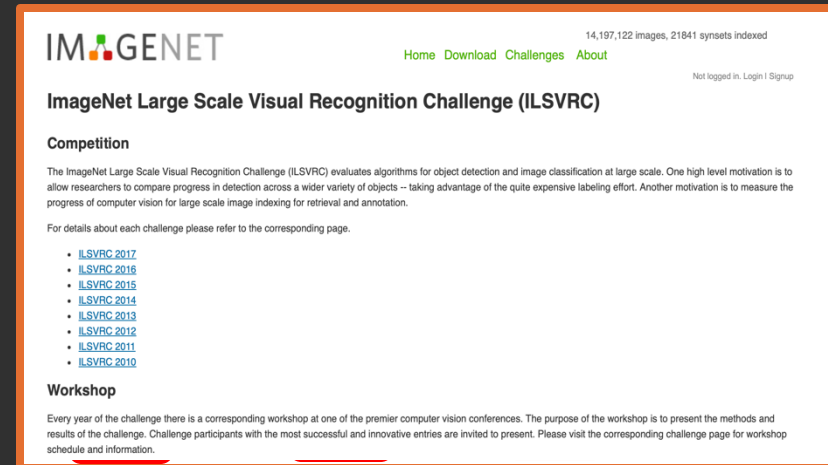 IMAGENET
14,197,122 images, 21841 synsets indexed
Home Download Challenges About
Not logged in. Login | Signup
ImageNet Large Scale Visual Recognition Challenge (ILSVRC)
Competition
The ImageNet Large Scale Visual Recognition Challenge (ILSVRC) evaluates algorithms for object detection and image classification at large scale. One high level motivation is to
allow researchers to compare progress in detection across a wider variety of objects -- taking advantage of the quite expensive labeling effort. Another motivation is to measure the
progress of computer vision for large scale image indexing for retrieval and annotation.
For details about each challenge please refer to the corresponding page.
• ILSVRC 2017
• ILSVRC 2016
• ILSVRC 2015
• ILSVRC 2014
• ILSVRC 2013
• ILSVRC 2012
• ILSVRC 2011
• ILSVRC 2010
Workshop
Every year of the challenge there is a corresponding workshop at one of the premier computer vision conferences. The purpose of the workshop is to present the methods and
results of the challenge. Challenge participants with the most successful and innovative entries are invited to present. Please visit the corresponding challenge page for workshop
schedule and information.